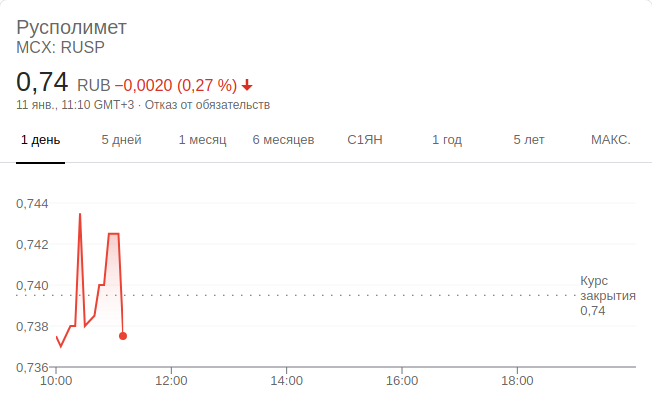 Русполимет
MCX: RUSP
0,74 RUB −0,0020 (0,27 %)
11 янв., 11:10 GMT+3 · Отказ от обязательств
1 день 5 дней 1 месяц 6 месяцев С1ЯН 1 год 5 лет МАКС.
0,744
0,742
0,740
0,738
0,736
Курс
закрытия
0,74
10:00 12:00 14:00 16:00 18:00